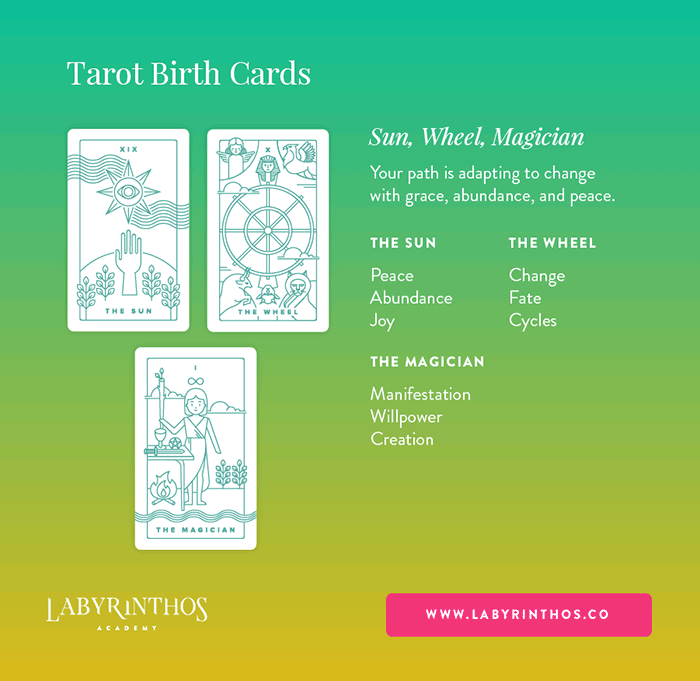 Tarot Birth Cards
XIX
THE SUN
X
THE WHEEL
I
THE MAGICIAN
Sun, Wheel, Magician
Your path is adapting to change
with grace, abundance, and peace.
THE SUN
Peace
Abundance
Joy
THE WHEEL
Change
Fate
Cycles
THE MAGICIAN
Manifestation
Willpower
Creation
LABYRINTHOS
ACADEMY
WWW.LABYRINTHOS.CO